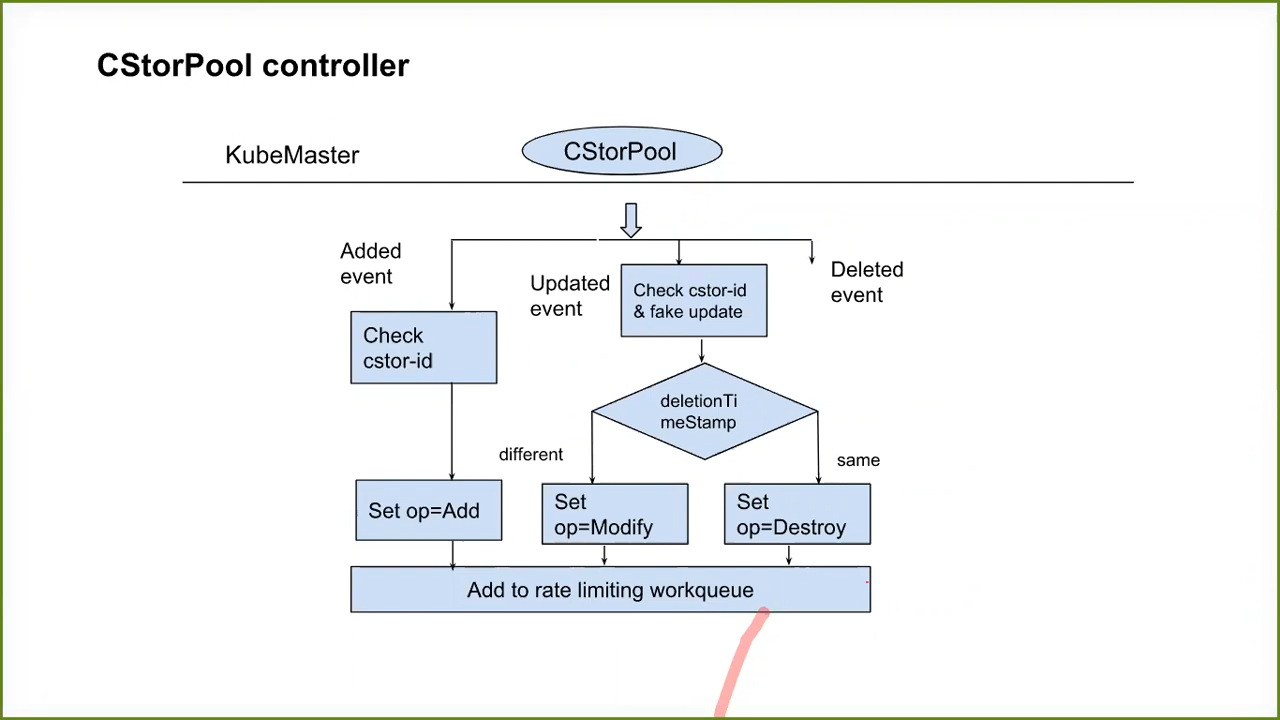 CStorPool controller
KubeMaster
CStorPool
Added
event
Updated
event
Check cstor-id
& fake update
Deleted
event
Check
cstor-id
deletionTi
meStamp
different
same
Set op=Add
Set
op=Modify
Set
op=Destroy
Add to rate limiting workqueue